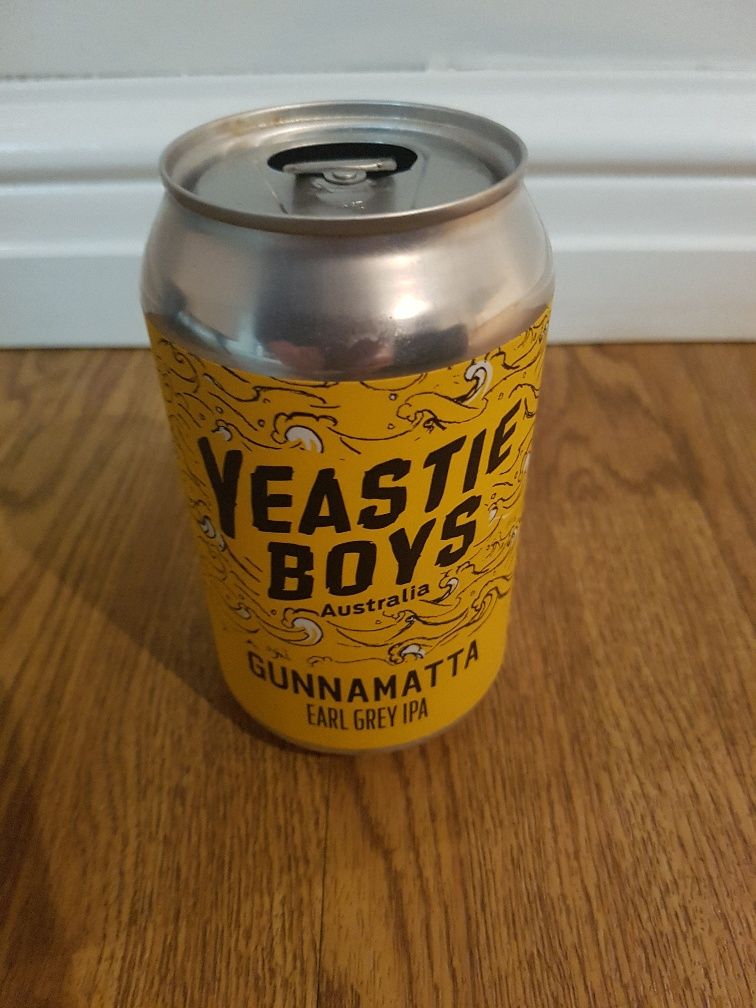 YEASTIE
BOYS
Australia
GUNNAMATTA
EARL GREY IPA